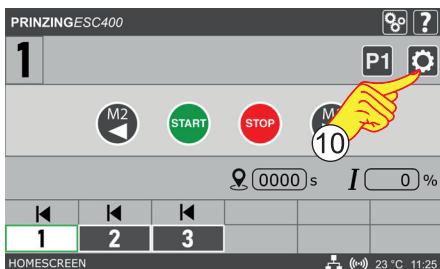 PRINZINGESC400 ?
1 P1
M2 START STOP M
10
0000 s I 0 %
1 2 3
HOMESCREEN 23 °C 11:25